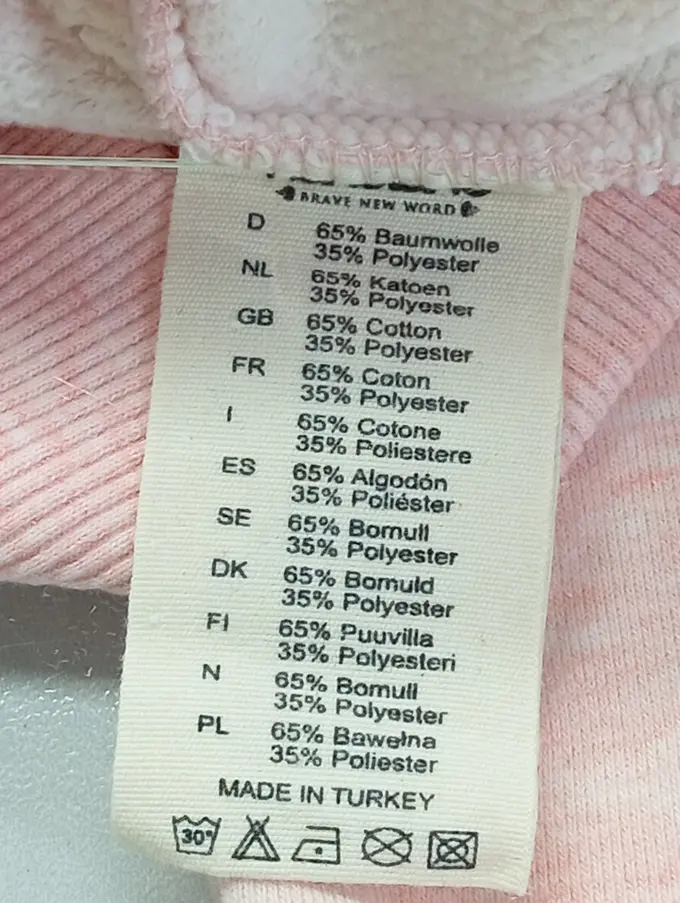 BRAVE NEW WORD
D 65% Baumwolle
35% Polyester
NL 65% Katoen
35% Polyester
GB 65% Cotton
35% Polyester
FR 65% Coton
35% Polyester
I 65% Cotone
35% Poliestere
ES 65% Algodón
35% Poliéster
SE 65% Bomull
35% Polyester
DK 65% Bomuld
35% Polyester
FI 65% Puuvilla
35% Polyesteri
N 65% Bomull
35% Polyester
PL 65% Bawełna
35% Poliester
MADE IN TURKEY
30°